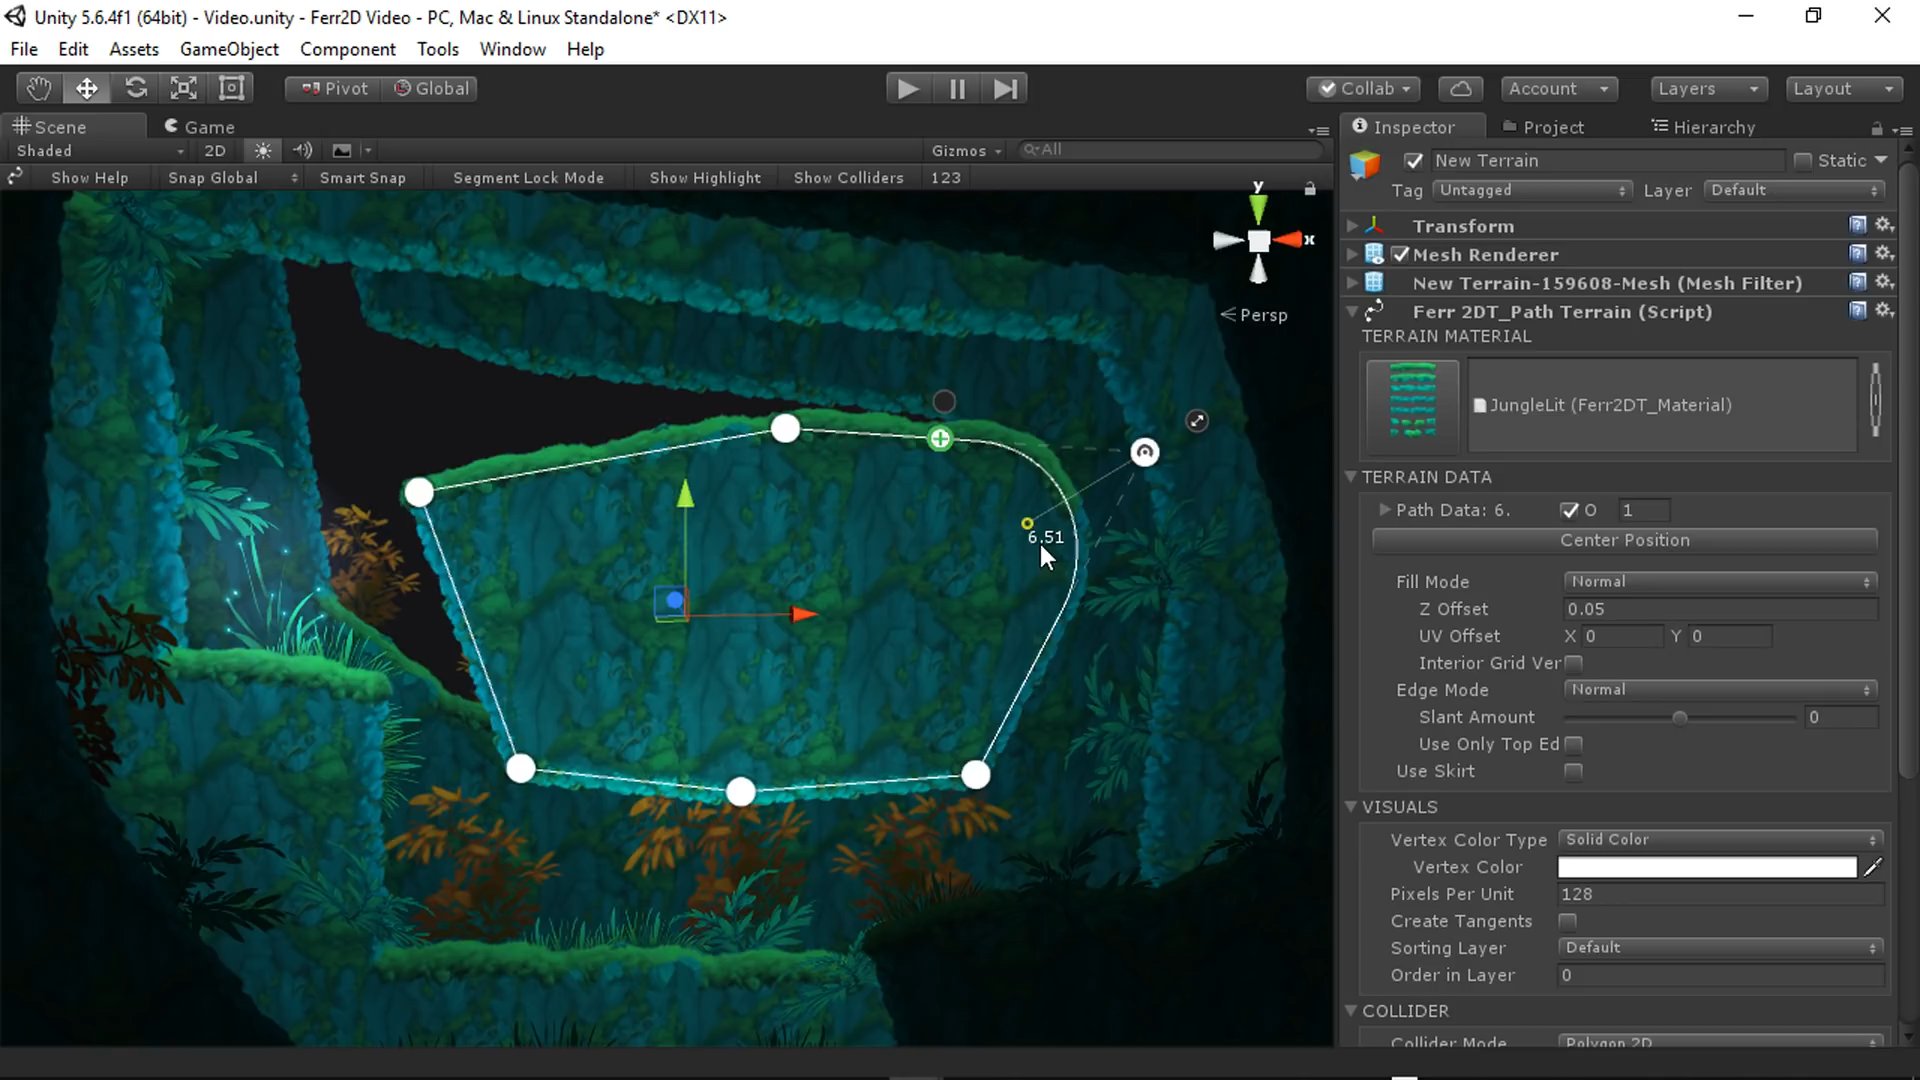 Unity 5.6.4f1 (64bit) - Video.unity - Ferr2D Video - PC, Mac & Linux Standalone* <DX11>
File Edit Assets GameObject Component Tools Window Help
Pivot Global Collab Account Layers Layout
Scene Game
Shaded 2D Gizmos All
Show Help Snap Global Smart Snap Segment Lock Mode Show Highlight Show Colliders 123
y
x
Persp
6.51
Inspector Project Hierarchy
New Terrain Static
Tag Untagged Layer Default
Transform
Mesh Renderer
New Terrain-159608-Mesh (Mesh Filter)
Ferr 2DT_Path Terrain (Script)
TERRAIN MATERIAL
JungleLit (Ferr2DT_Material)
TERRAIN DATA
Path Data: 6. O 1
Center Position
Fill Mode Normal
Z Offset 0.05
UV Offset X 0 Y 0
Interior Grid Ver
Edge Mode Normal
Slant Amount 0
Use Only Top Ed
Use Skirt
VISUALS
Vertex Color Type Solid Color
Vertex Color
Pixels Per Unit 128
Create Tangents
Sorting Layer Default
Order in Layer 0
COLLIDER
Collider Mode Polygon 2D